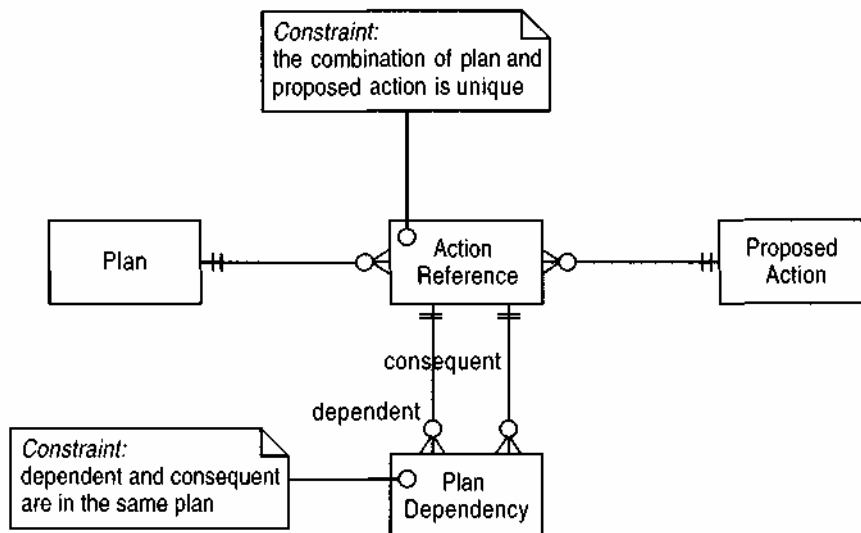 Constraint:
the combination of plan and
proposed action is unique
Plan
Action
Reference
Proposed
Action
consequent
dependent
Constraint:
dependent and consequent
are in the same plan
Plan
Dependency